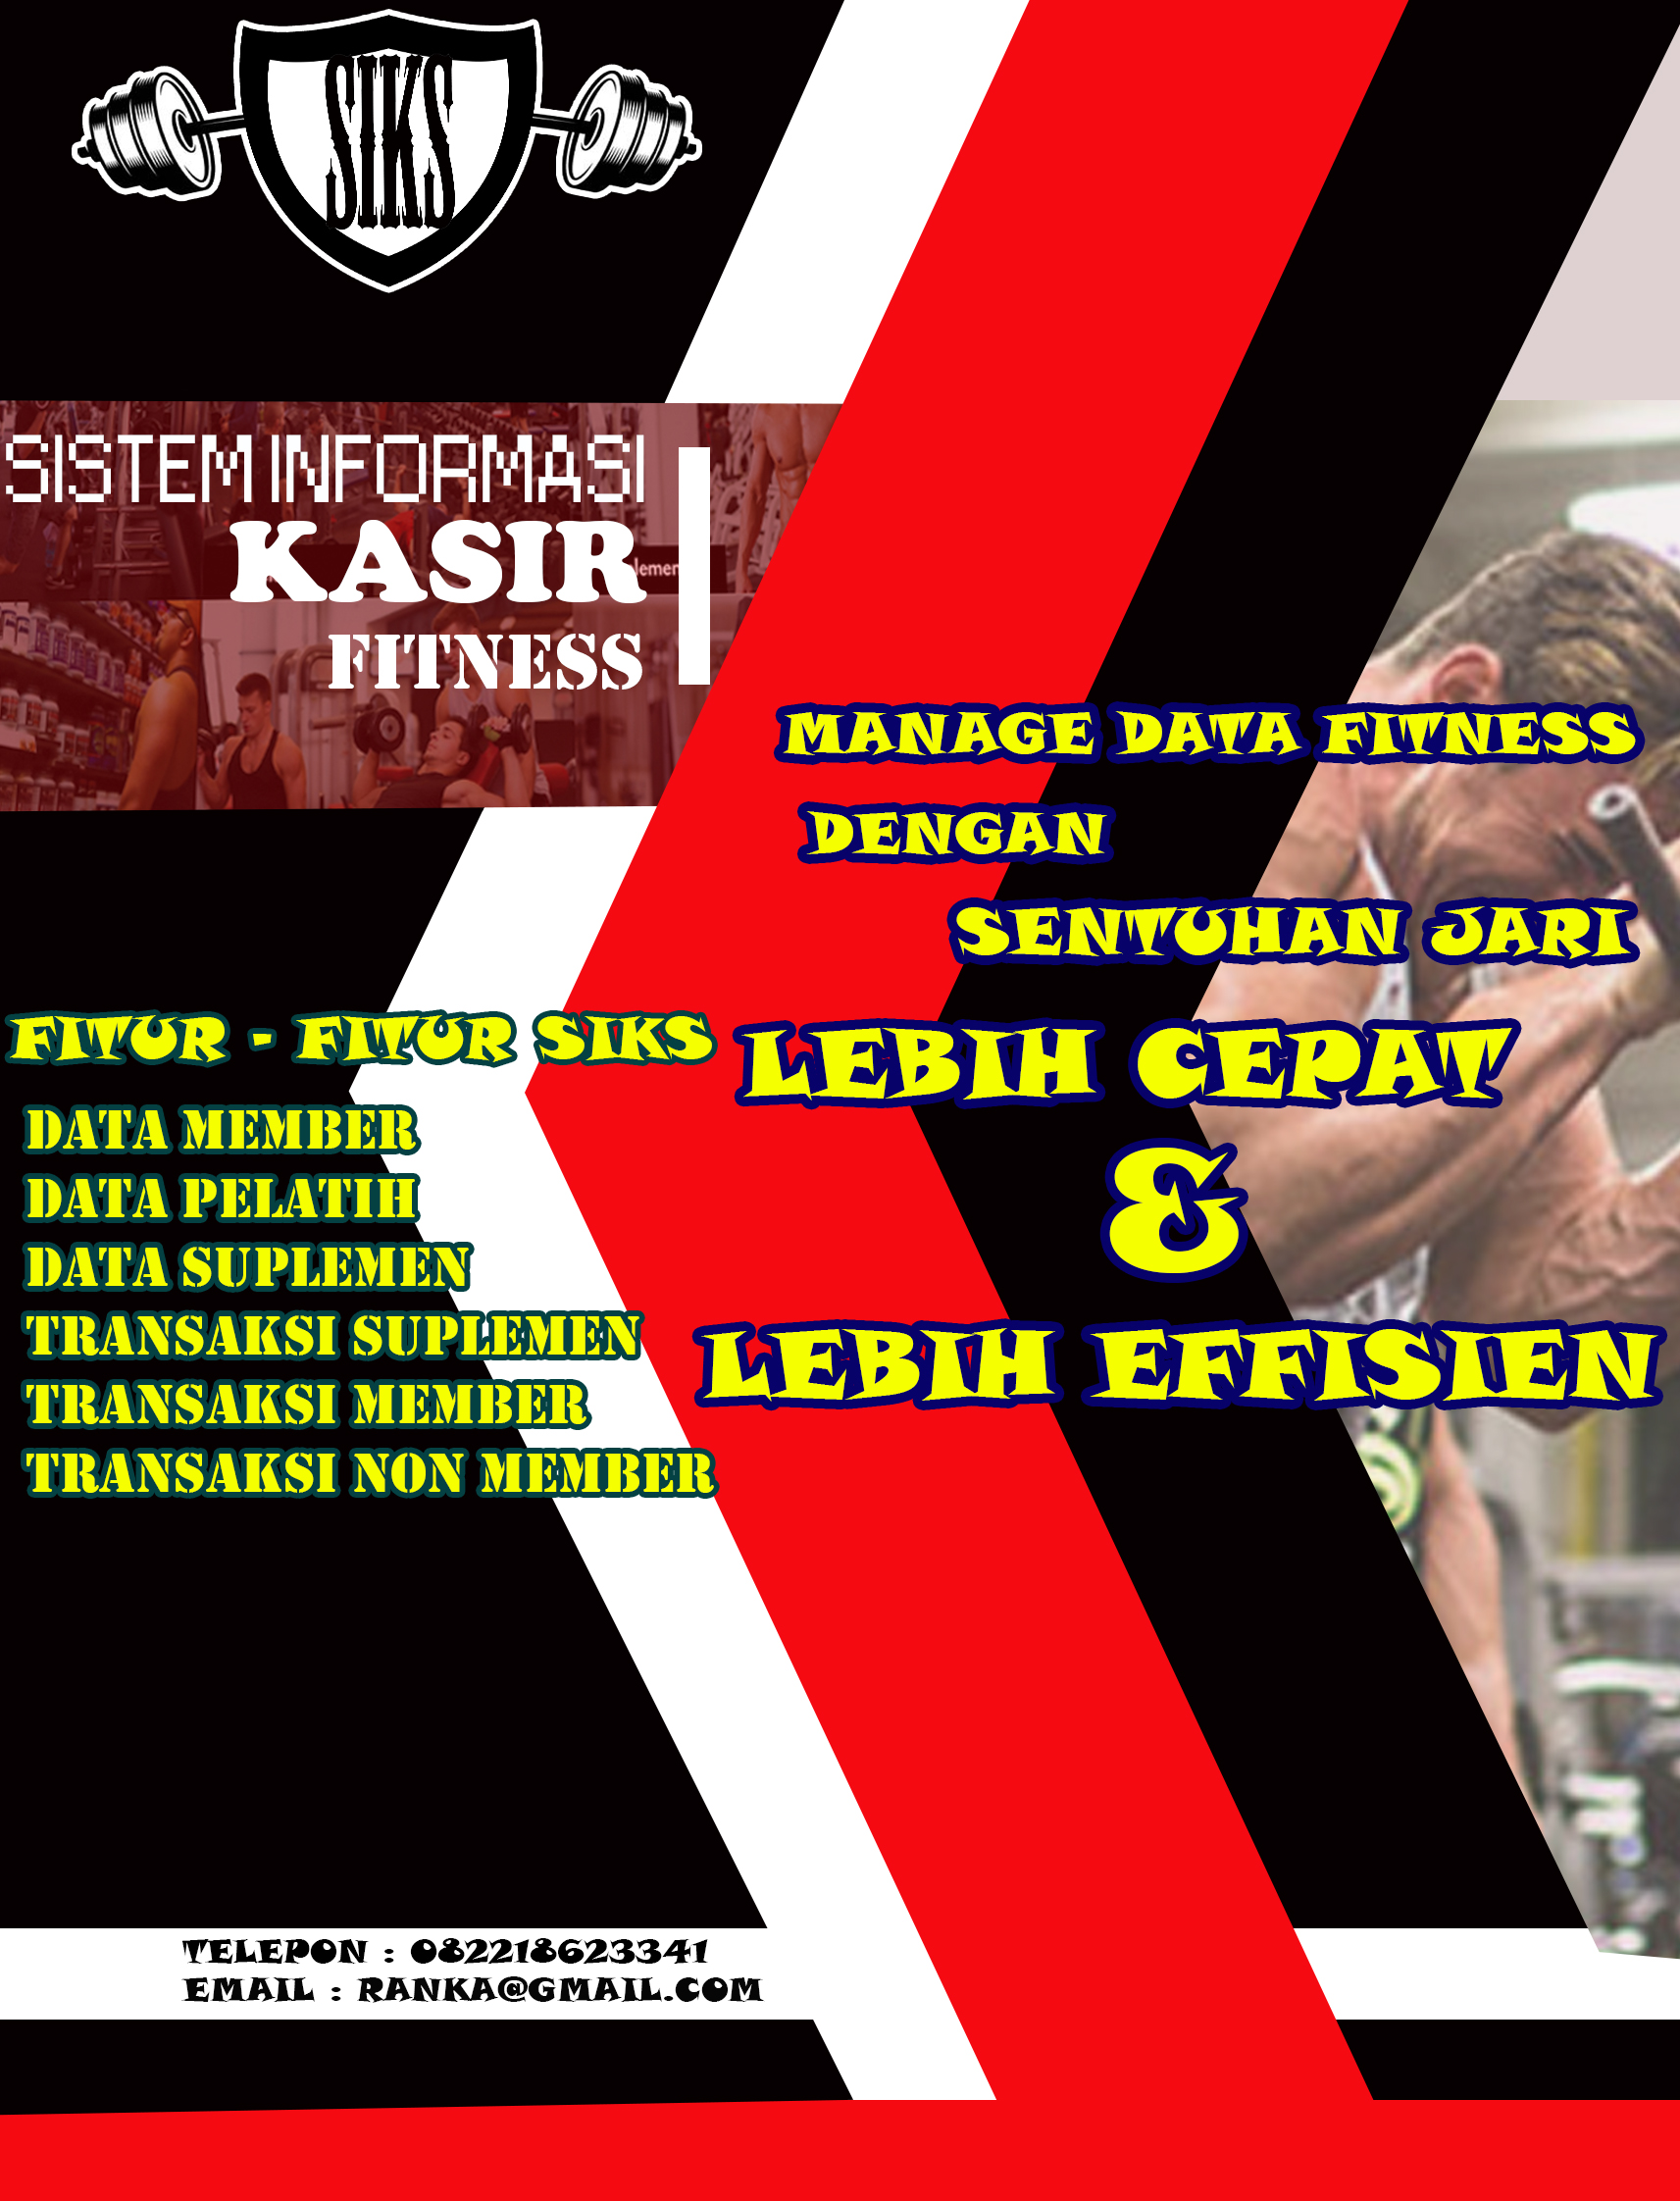 SIKS
SISTEM INFORMASI
KASIR
FITNESS
MANAGE DATA FITNESS
DENGAN
SENTUHAN JARI
LEBIH CEPAT
&
LEBIH EFFISIEN
FITUR - FITUR SIKS
DATA MEMBER
DATA PELATIH
DATA SUPLEMEN
TRANSAKSI SUPLEMEN
TRANSAKSI MEMBER
TRANSAKSI NON MEMBER
TELEPON : 082218623341
EMAIL : RANKA@GMAIL.COM